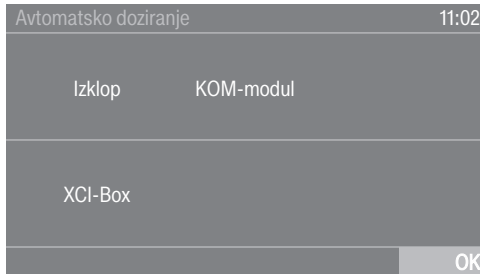 Avtomatsko doziranje 11:02
Izklop KOM-modul
XCI-Box
OK